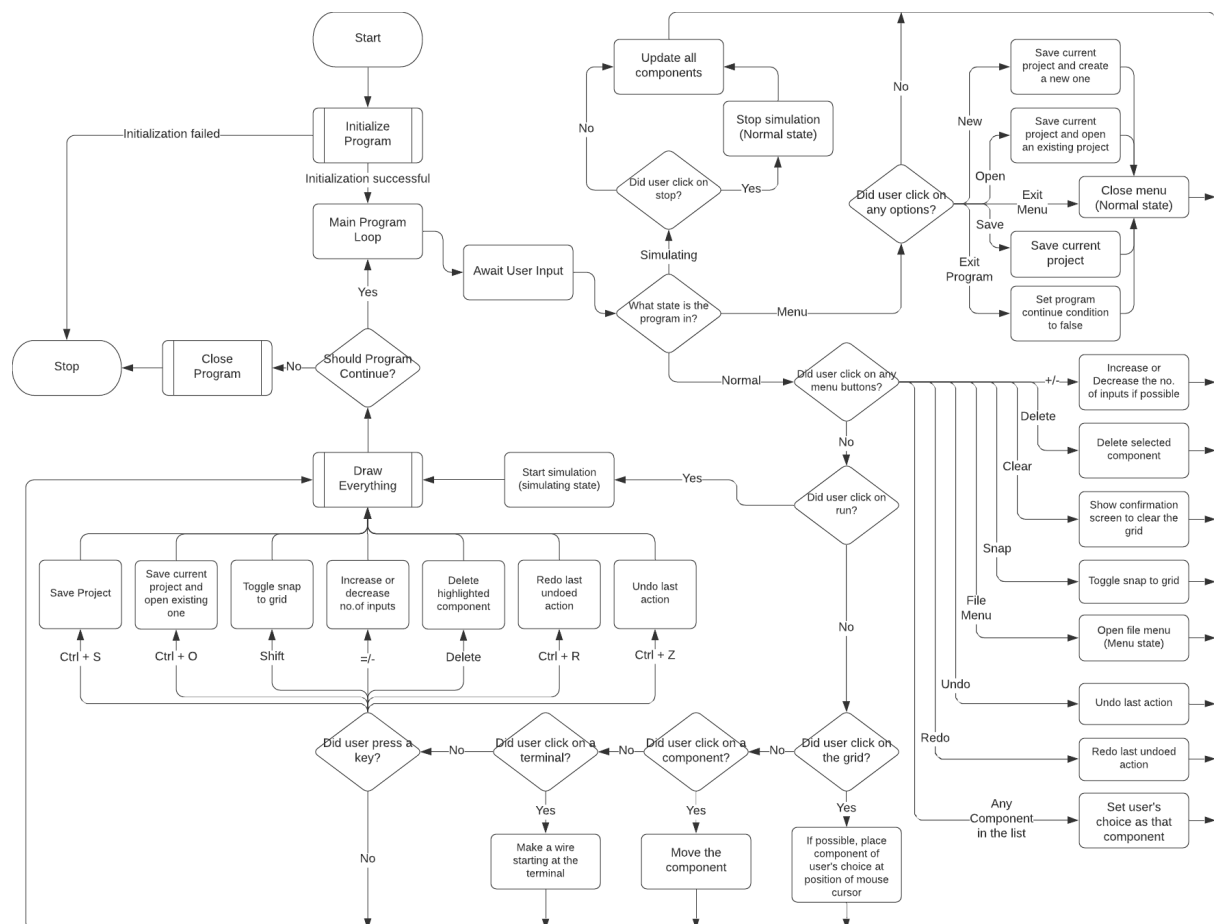 Start
Initialize
Program
Initialization failed
Initialization successful
Main Program
Loop
Await User Input
Yes
Should Program
Continue?
No
Close
Program
Stop
Update all
components
No
Stop simulation
(Normal state)
Did user click on
stop?
Yes
Simulating
What state is the
program in?
Menu
Normal
No
Did user click on
any options?
New
Save current
project and create
a new one
Open
Save current
project and open
an existing project
Exit
Menu
Close menu
(Normal state)
Save
Save current
project
Exit
Program
Set program
continue condition
to false
Did user click on any
menu buttons?
+/-
Increase or
Decrease the no.
of inputs if possible
Delete
Delete selected
component
Clear
Show confirmation
screen to clear the
grid
Snap
Toggle snap to grid
File
Menu
Open file menu
(Menu state)
Undo
Undo last action
Redo
Redo last undoed
action
Any
Component
in the list
Set user's
choice as that
component
No
Did user click on
run?
Yes
Start simulation
(simulating state)
Draw
Everything
No
Save Project
Save current
project and
open existing
one
Toggle snap
to grid
Increase or
decrease
no.of inputs
Delete
highlighted
component
Redo last
undoed
action
Undo last
action
Ctrl + S
Ctrl + O
Shift
=/-
Delete
Ctrl + R
Ctrl + Z
Did user press a
key?
No
Did user click on a
terminal?
No
Did user click on a
component?
No
Did user click on
the grid?
No
Yes
Make a wire
starting at the
terminal
Yes
Move the
component
Yes
If possible, place
component of
user's choice at
position of mouse
cursor